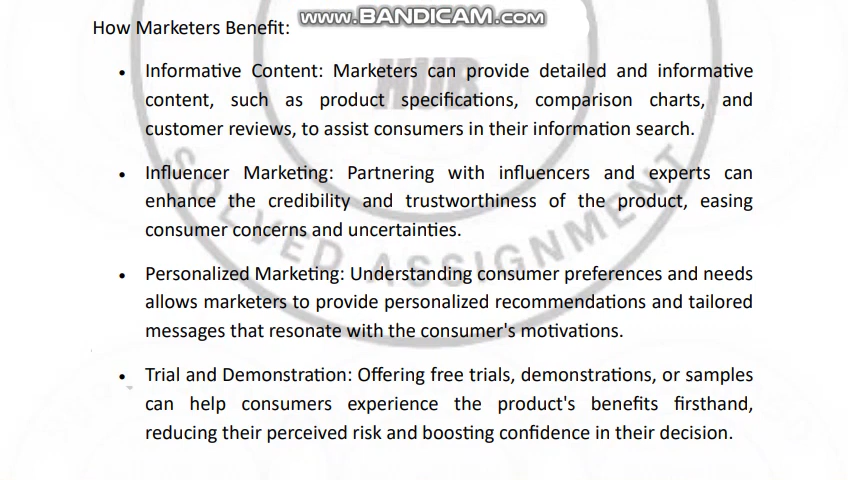 www.BANDICAM.com
How Marketers Benefit:
HUB
• Informative Content: Marketers can provide detailed and informative
content, such as product specifications, comparison charts, and
customer reviews, to assist consumers in their information search.
• Influencer Marketing: Partnering with influencers and experts can
enhance the credibility and trustworthiness of the product, easing
consumer concerns and uncertainties.
SOLVED ASSIGNMENT
• Personalized Marketing: Understanding consumer preferences and needs
allows marketers to provide personalized recommendations and tailored
messages that resonate with the consumer's motivations.
• Trial and Demonstration: Offering free trials, demonstrations, or samples
can help consumers experience the product's benefits firsthand,
reducing their perceived risk and boosting confidence in their decision.